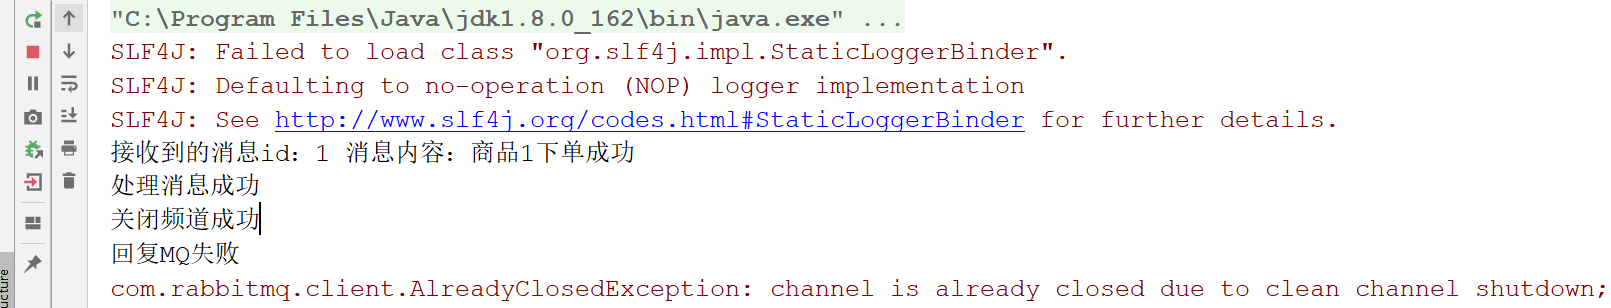 "C:\Program Files\Java\jdk1.8.0_162\bin\java.exe" ...
SLF4J: Failed to load class "org.slf4j.impl.StaticLoggerBinder".
SLF4J: Defaulting to no-operation (NOP) logger implementation
SLF4J: See http://www.slf4j.org/codes.html#StaticLoggerBinder for further details.
接收到的消息id：1 消息内容：商品1下单成功
处理消息成功
关闭频道成功
回复MQ失败
com.rabbitmq.client.AlreadyClosedException: channel is already closed due to clean channel shutdown;
ucture